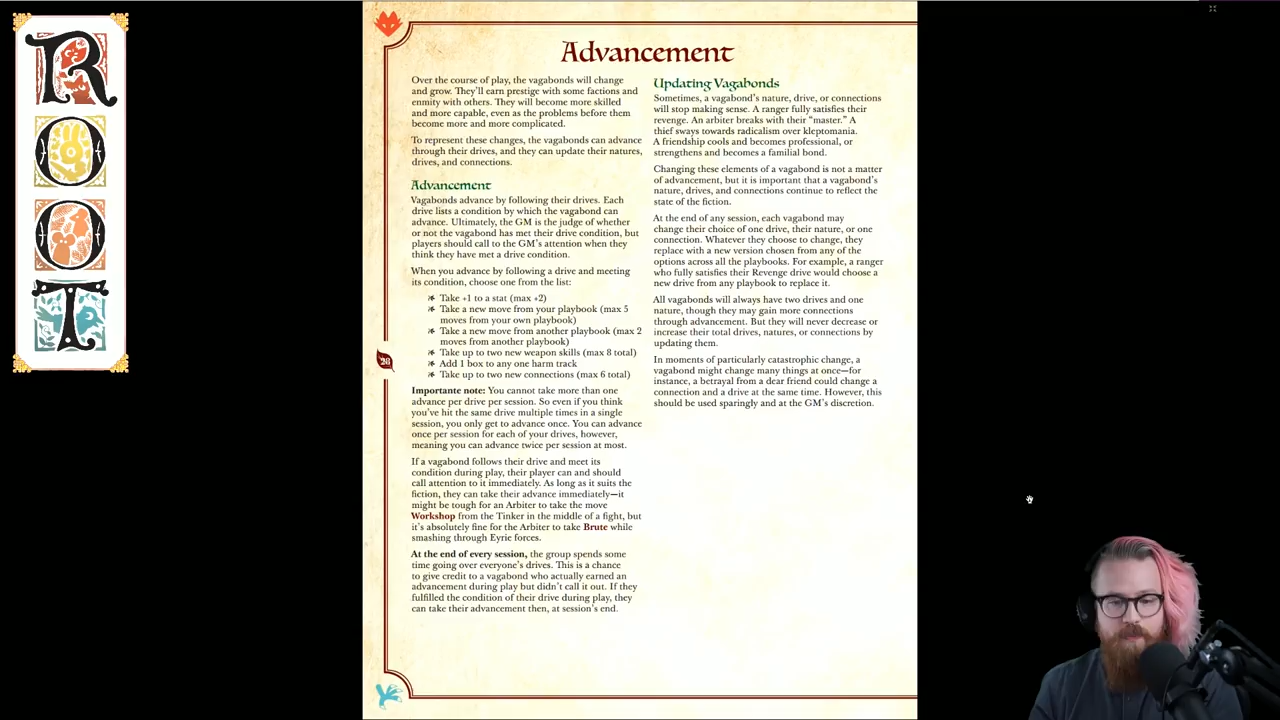 ROOT
Advancement
Over the course of play, the vagabonds will change
and grow. They'll earn prestige with some factions and
enmity with others. They will become more skilled
and more capable, even as the problems before them
become more and more complicated.
To represent these changes, the vagabonds can advance
through their drives, and they can update their natures,
drives, and connections.
Advancement
Vagabonds advance by following their drives. Each
drive lists a condition by which the vagabond can
advance. Ultimately, the GM is the judge of whether
or not the vagabond has met their drive condition, but
players should call to the GM's attention when they
think they have met a drive condition.
When you advance by following a drive and meeting
its condition, choose one from the list:
Take +1 to a stat (max +2)
Take a new move from your playbook (max 5
moves from your own playbook)
Take a new move from another playbook (max 2
moves from another playbook)
Take up to two new weapon skills (max 8 total)
Add 1 box to any one harm track
Take up to two new connections (max 6 total)
Importante note: You cannot take more than one
advance per drive per session. So even if you think
you've hit the same drive multiple times in a single
session, you only get to advance once. You can advance
once per session for each of your drives, however,
meaning you can advance twice per session at most.
If a vagabond follows their drive and meet its
condition during play, their player can and should
call attention to it immediately. As long as it suits the
fiction, they can take their advance immediately—it
might be tough for an Arbiter to take the move
Workshop from the Tinker in the middle of a fight, but
it's absolutely fine for the Arbiter to take Brute while
smashing through Eyrie forces.
At the end of every session, the group spends some
time going over everyone's drives. This is a chance
to give credit to a vagabond who actually earned an
advancement during play but didn't call it out. If they
fulfilled the condition of their drive during play, they
can take their advancement then, at session's end.
26
Updating Vagabonds
Sometimes, a vagabond's nature, drive, or connections
will stop making sense. A ranger fully satisfies their
revenge. An arbiter breaks with their "master." A
thief sways towards radicalism over kleptomania.
A friendship cools and becomes professional, or
strengthens and becomes a familial bond.
Changing these elements of a vagabond is not a matter
of advancement, but it is important that a vagabond's
nature, drives, and connections continue to reflect the
state of the fiction.
At the end of any session, each vagabond may
change their choice of one drive, their nature, or one
connection. Whatever they choose to change, they
replace with a new version chosen from any of the
options across all the playbooks. For example, a ranger
who fully satisfies their Revenge drive would choose a
new drive from any playbook to replace it.
All vagabonds will always have two drives and one
nature, though they may gain more connections
through advancement. But they will never decrease or
increase their total drives, natures, or connections by
updating them.
In moments of particularly catastrophic change, a
vagabond might change many things at once—for
instance, a betrayal from a dear friend could change a
connection and a drive at the same time. However, this
should be used sparingly and at the GM's discretion.